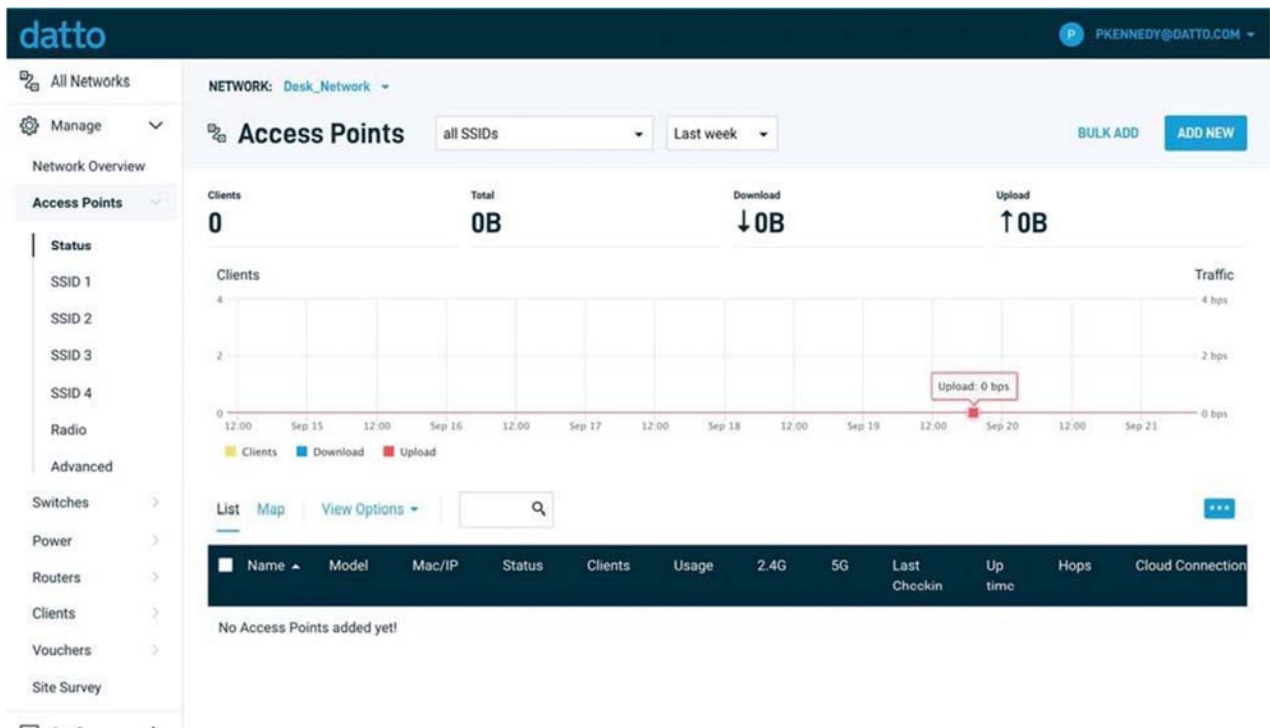 datto
P PKENNEDY@DATTO.COM
All Networks
Manage
Network Overview
Access Points
Status
SSID 1
SSID 2
SSID 3
SSID 4
Radio
Advanced
Switches
Power
Routers
Clients
Vouchers
Site Survey
NETWORK: Desk_Network
Access Points all SSIDs Last week BULK ADD ADD NEW
Clients Total Download Upload
0 0B ↓0B ↑0B
Clients Traffic
4 4 bps
2 2 bps
Upload: 0 bps
0 0 bps
12:00 Sep 15 12:00 Sep 16 12:00 Sep 17 12:00 Sep 18 12:00 Sep 19 12:00 Sep 20 12:00 Sep 21
Clients Download Upload
List Map View Options
Name Model Mac/IP Status Clients Usage 2.4G 5G Last Checkin Up time Hops Cloud Connection
No Access Points added yet!